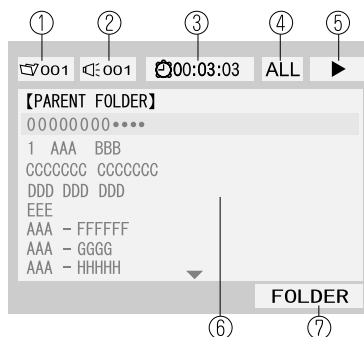 ① ② ③ ④ ⑤
001 001 00:03:03 ALL
【PARENT FOLDER】
00000000••••
1 AAA BBB
CCCCCCC CCCCCCC
DDD DDD DDD
EEE
AAA - FFFFFF
AAA - GGGG
AAA - HHHHH
FOLDER
⑥ ⑦